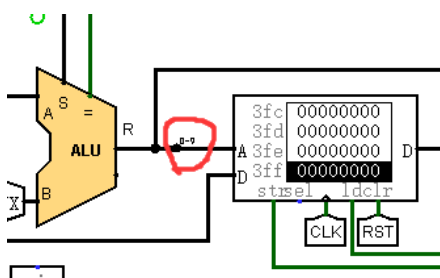 S
A
=
R
ALU
B
X
0-9
3fc 00000000
3fd 00000000
A 3fe 00000000 D
D 3ff 00000000
str sel ld clr
CLK RST